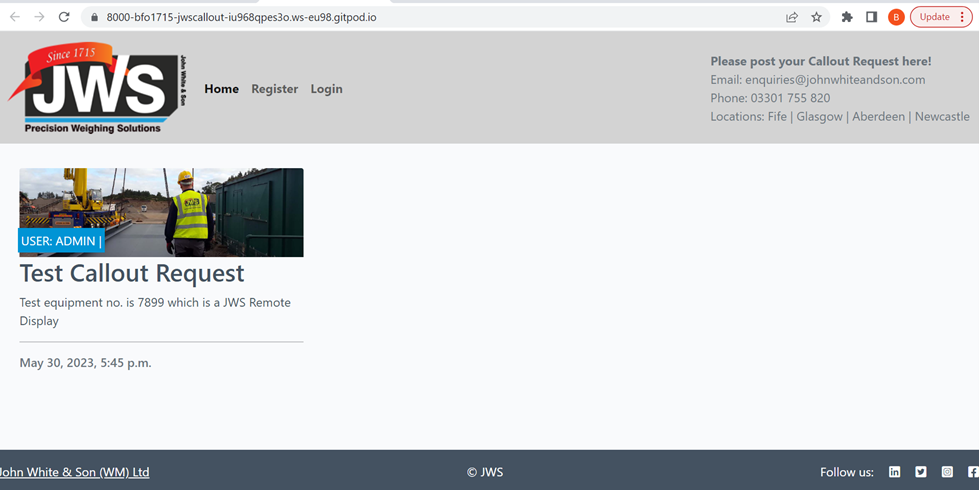 8000-bfo1715-jwscallout-iu968qpes3o.ws-eu98.gitpod.io
B
Update
Since 1715
JWS
John White & Son
Precision Weighing Solutions
Home Register Login
Please post your Callout Request here!
Email: enquiries@johnwhiteandson.com
Phone: 03301 755 820
Locations: Fife | Glasgow | Aberdeen | Newcastle
JWS
USER: ADMIN |
Test Callout Request
Test equipment no. is 7899 which is a JWS Remote
Display
May 30, 2023, 5:45 p.m.
John White & Son (WM) Ltd
© JWS
Follow us: